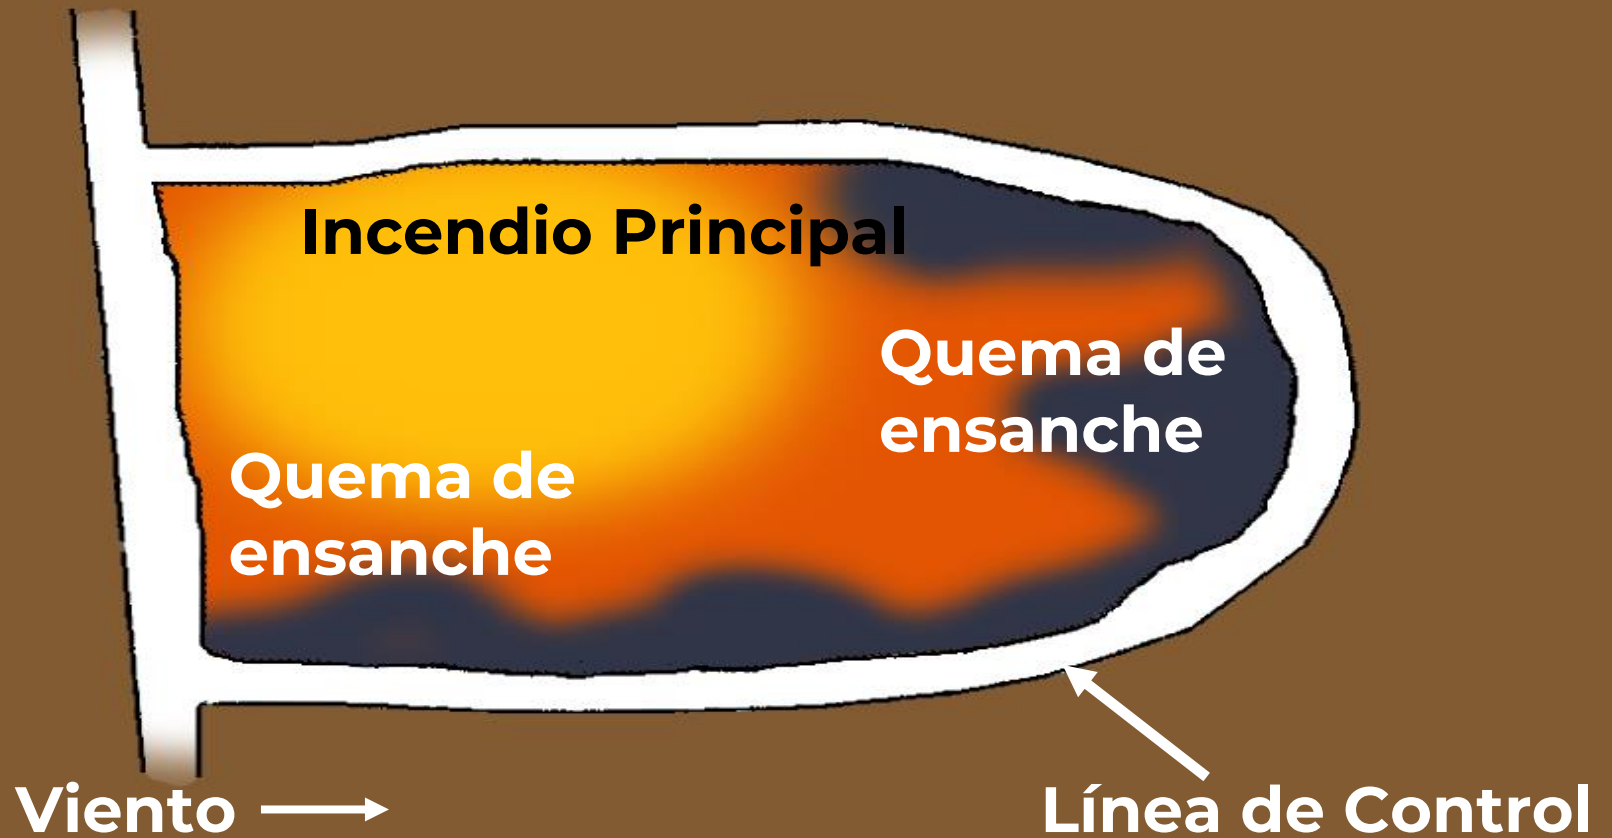 Incendio Principal
Quema de
ensanche
Quema de
ensanche
Viento
Línea de Control